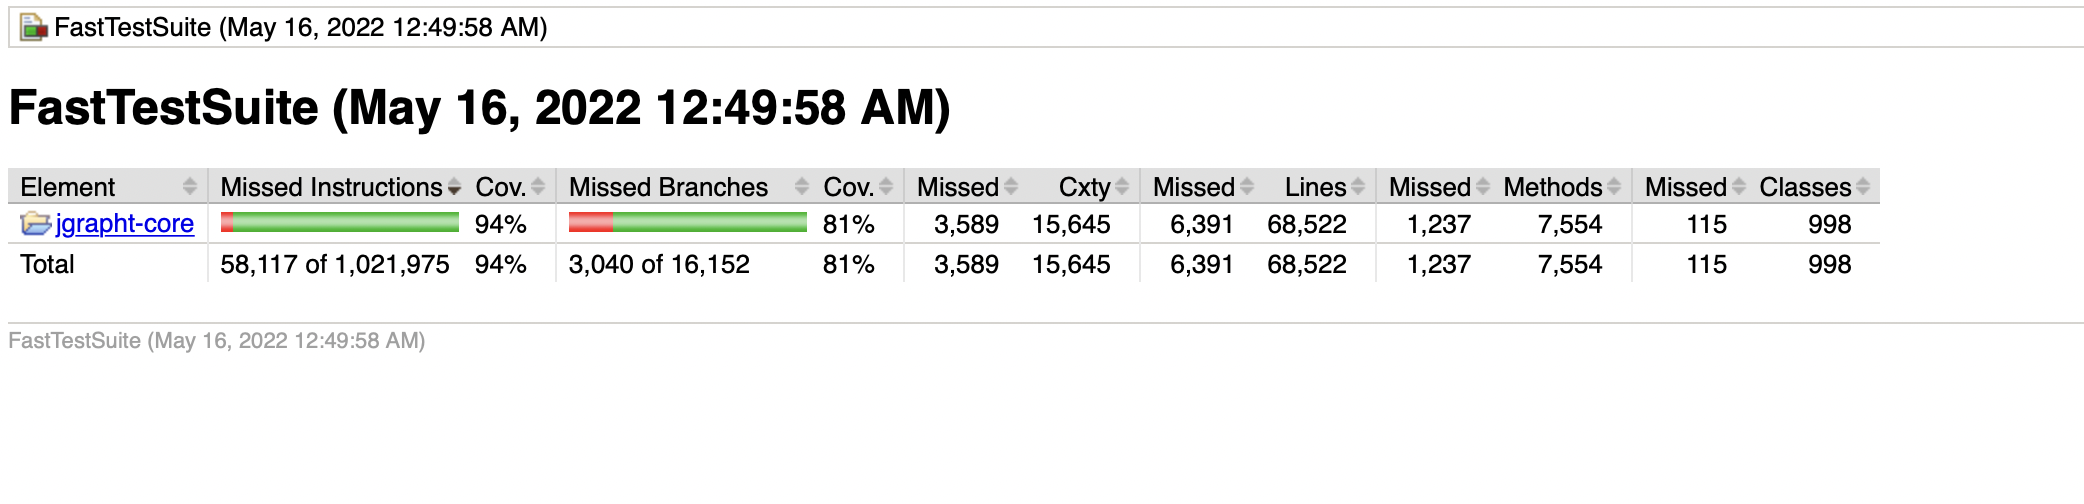 FastTestSuite (May 16, 2022 12:49:58 AM)
FastTestSuite (May 16, 2022 12:49:58 AM)
Element Missed Instructions Cov. Missed Branches Cov. Missed Cxty Missed Lines Missed Methods Missed Classes
jgrapht-core 94% 81% 3,589 15,645 6,391 68,522 1,237 7,554 115 998
Total 58,117 of 1,021,975 94% 3,040 of 16,152 81% 3,589 15,645 6,391 68,522 1,237 7,554 115 998
FastTestSuite (May 16, 2022 12:49:58 AM)